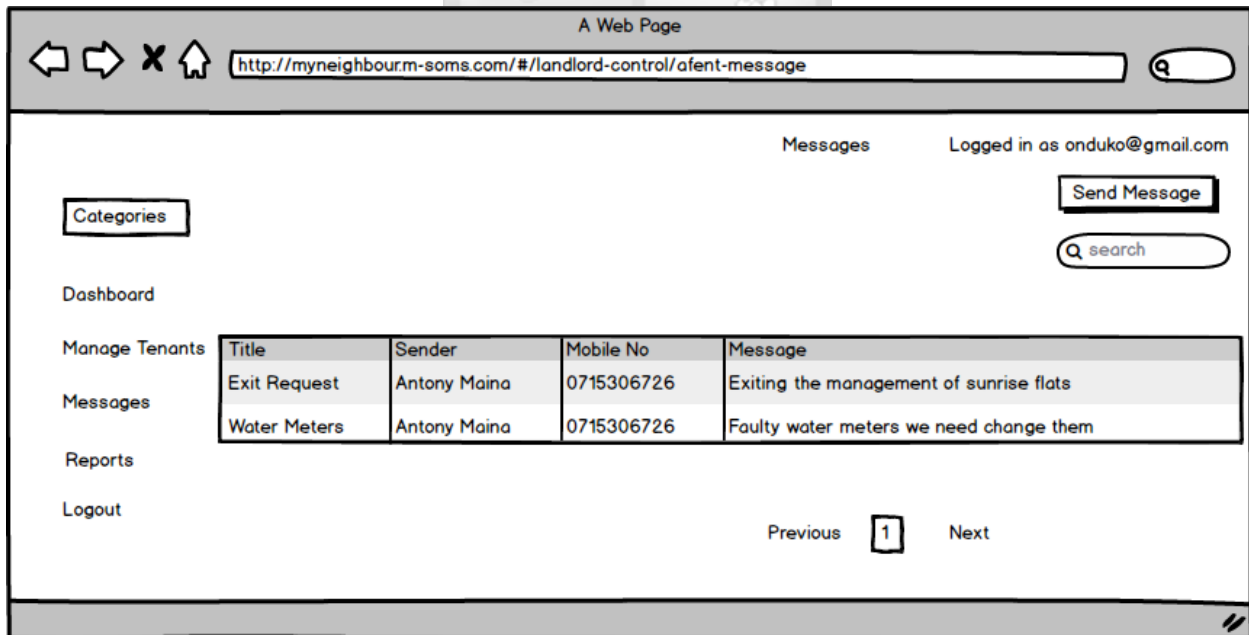 A Web Page
http://myneighbour.m-soms.com/#/landlord-control/afent-message
Messages Logged in as onduko@gmail.com
Send Message
Categories
search
Dashboard
Manage Tenants
Messages
Reports
Logout
Title Sender Mobile No Message
Exit Request Antony Maina 0715306726 Exiting the management of sunrise flats
Water Meters Antony Maina 0715306726 Faulty water meters we need change them
Previous 1 Next